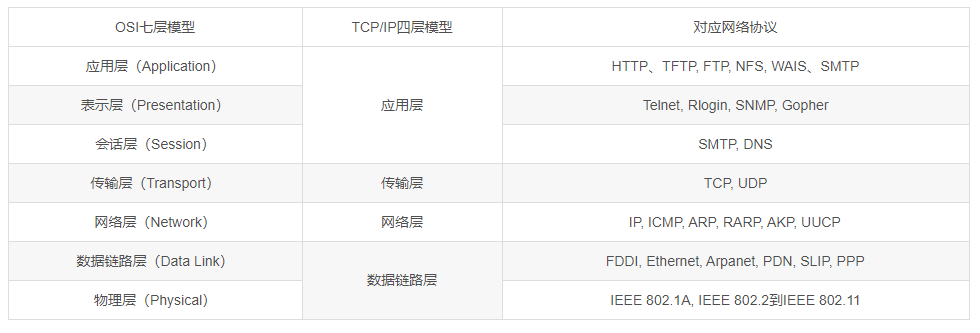 OSI七层模型 TCP/IP四层模型 对应网络协议
应用层（Application） HTTP、TFTP, FTP, NFS, WAIS、SMTP
表示层（Presentation） 应用层 Telnet, Rlogin, SNMP, Gopher
会话层（Session） SMTP, DNS
传输层（Transport） 传输层 TCP, UDP
网络层（Network） 网络层 IP, ICMP, ARP, RARP, AKP, UUCP
数据链路层（Data Link） FDDI, Ethernet, Arpanet, PDN, SLIP, PPP
数据链路层
物理层（Physical） IEEE 802.1A, IEEE 802.2到IEEE 802.11